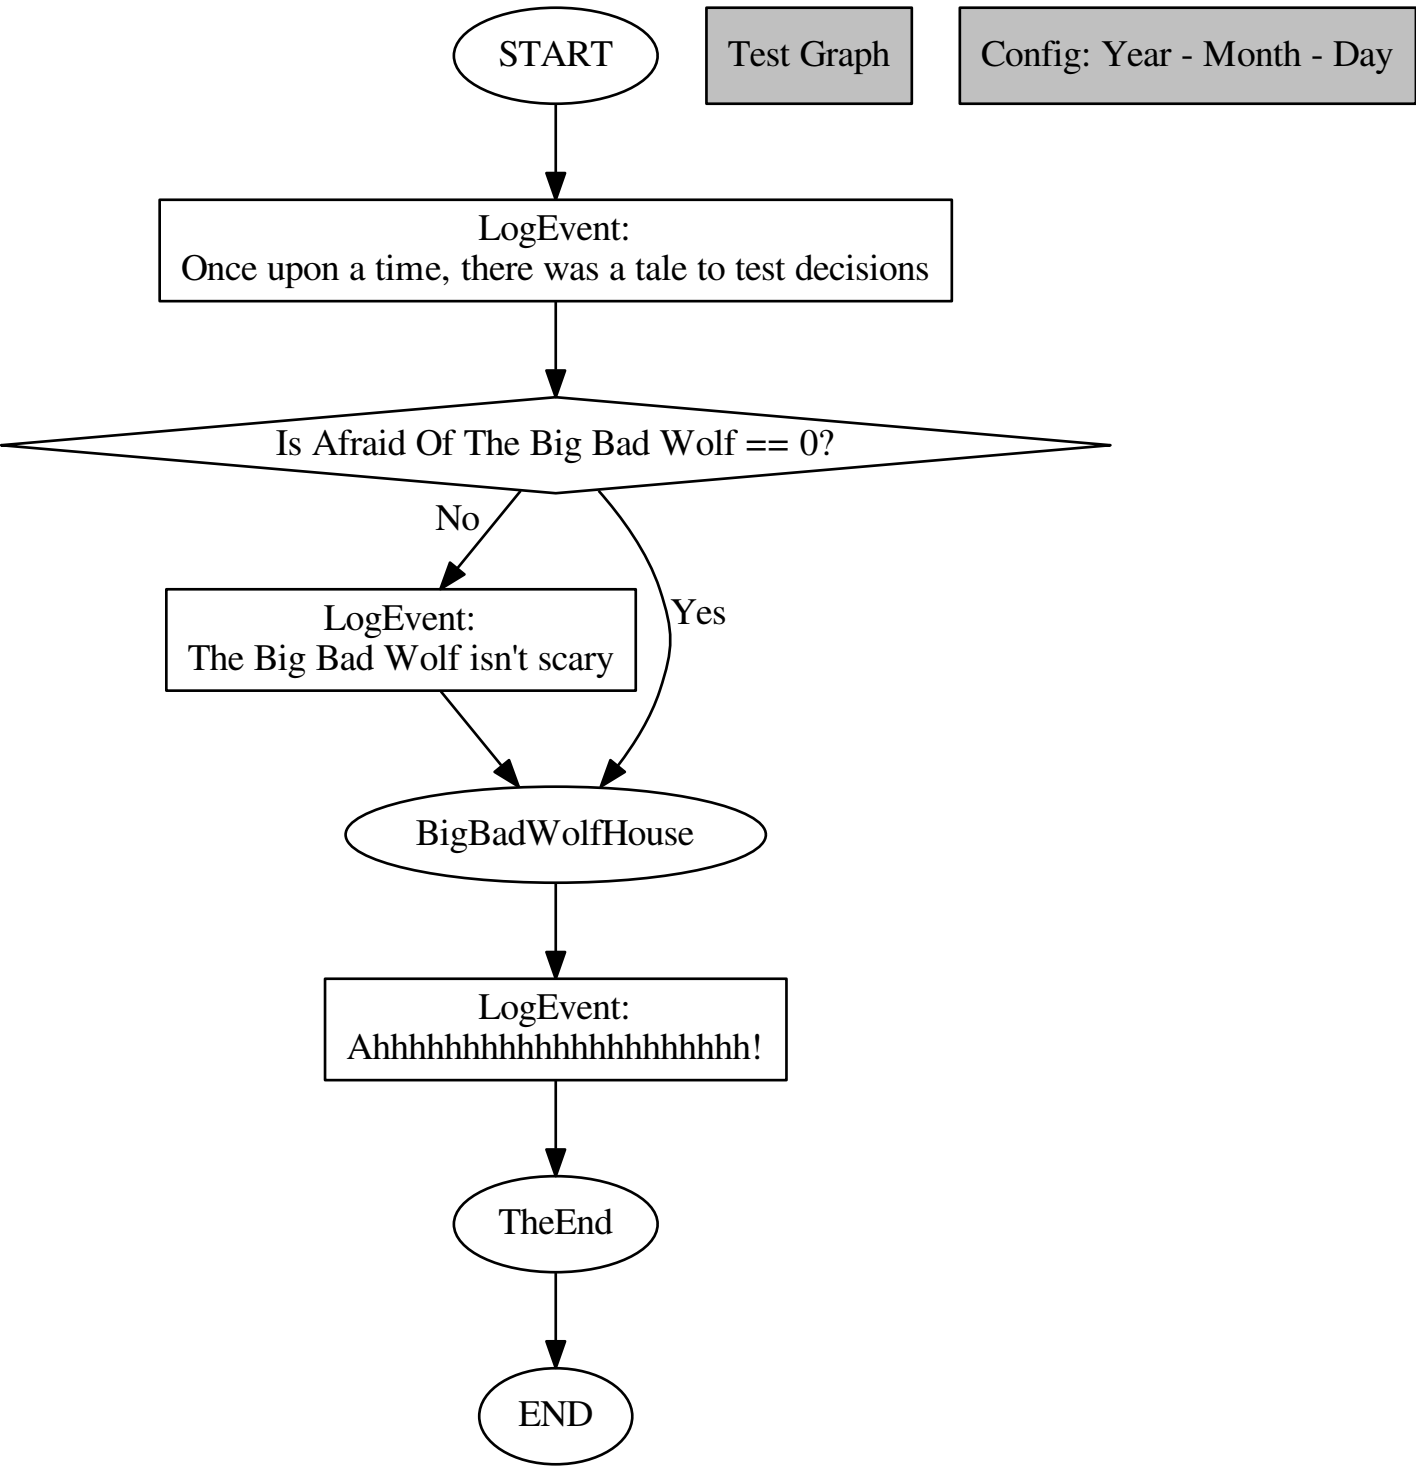 START
Test Graph
Config: Year - Month - Day
LogEvent:
Once upon a time, there was a tale to test decisions
Is Afraid Of The Big Bad Wolf == 0?
No
Yes
LogEvent:
The Big Bad Wolf isn't scary
BigBadWolfHouse
LogEvent:
Ahhhhhhhhhhhhhhhhhhhhh!
TheEnd
END